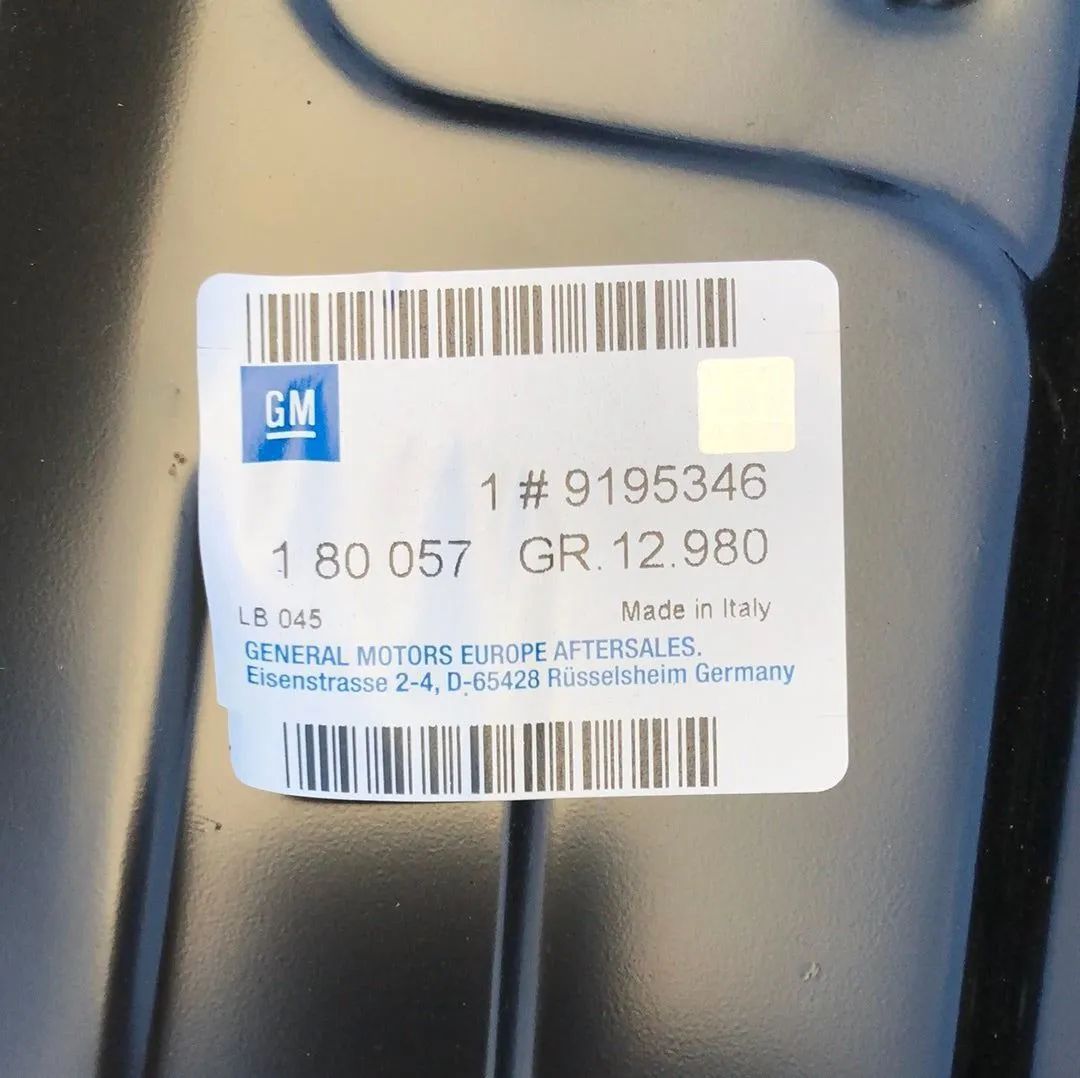 GM
1 # 9195346
1 80 057 GR. 12.980
LB 045 Made in Italy
GENERAL MOTORS EUROPE AFTERSALES.
Eisenstrasse 2-4, D-65428 Rüsselsheim Germany